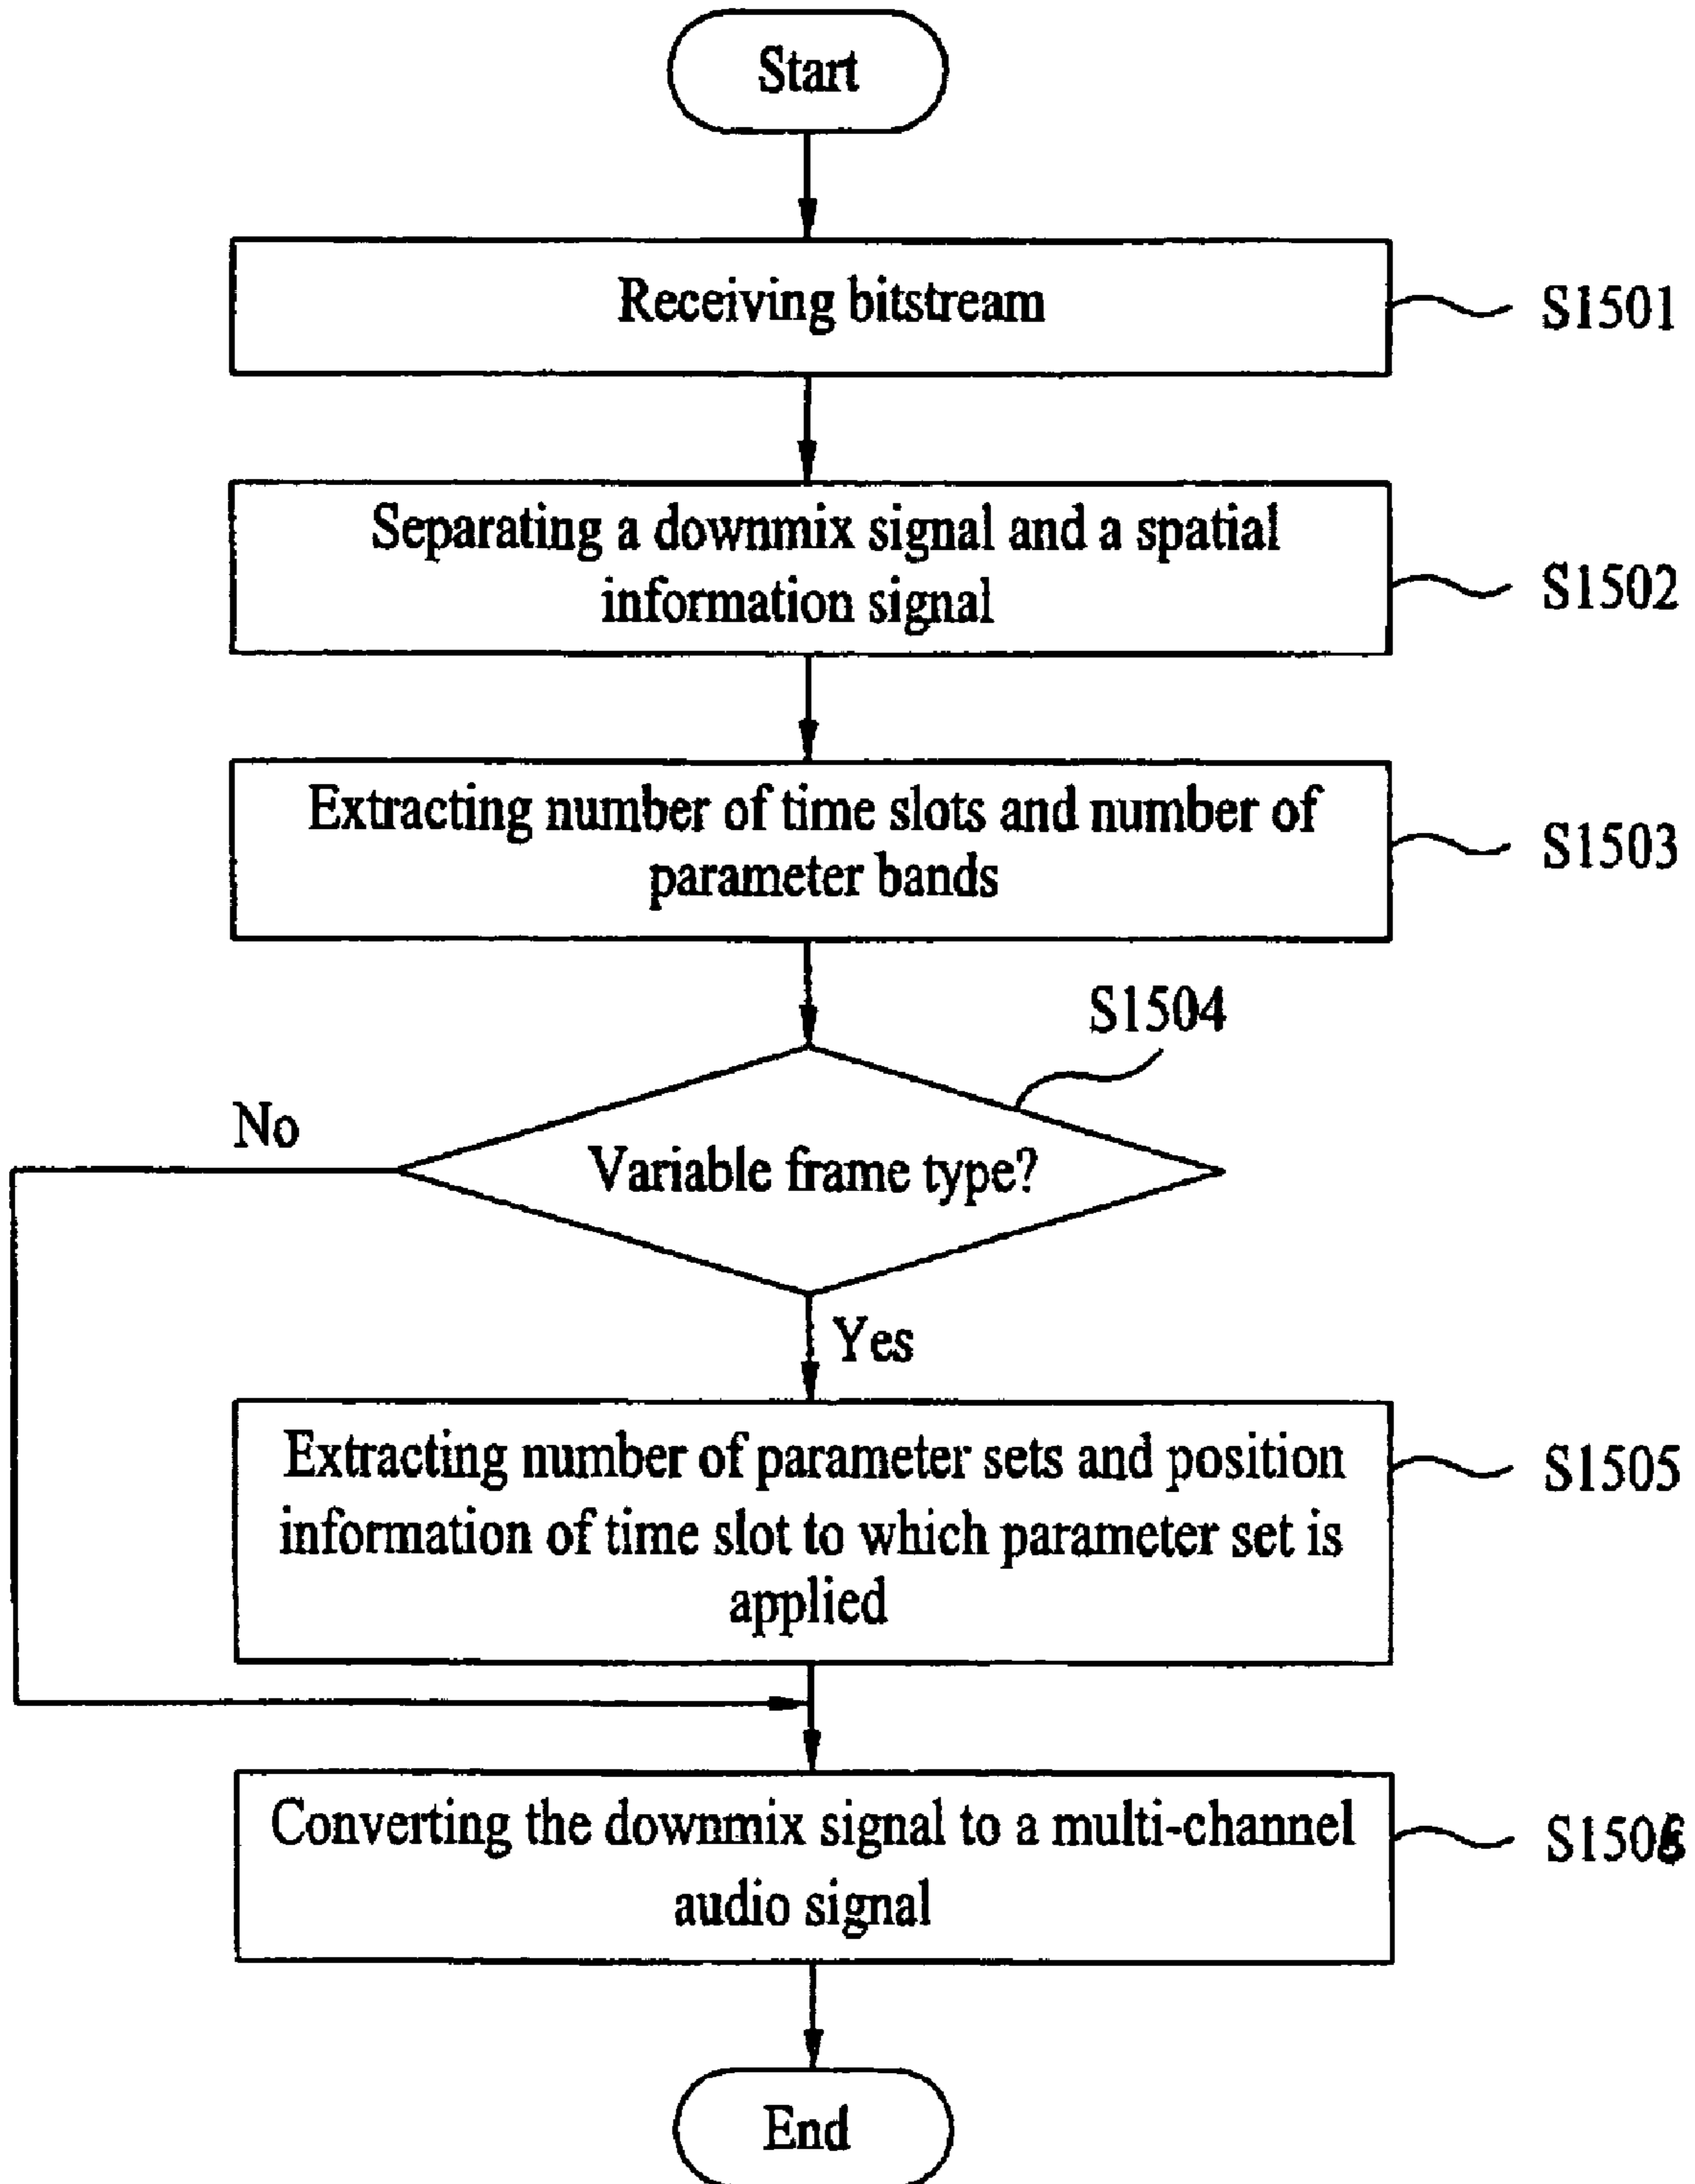 Start
Receiving bitstream
S1501
Separating a downmix signal and a spatial
information signal
S1502
Extracting number of time slots and number of
parameter bands
S1503
S1504
No
Variable frame type?
Yes
Extracting number of parameter sets and position
information of time slot to which parameter set is
applied
S1505
Converting the downmix signal to a multi-channel
audio signal
S1506
End